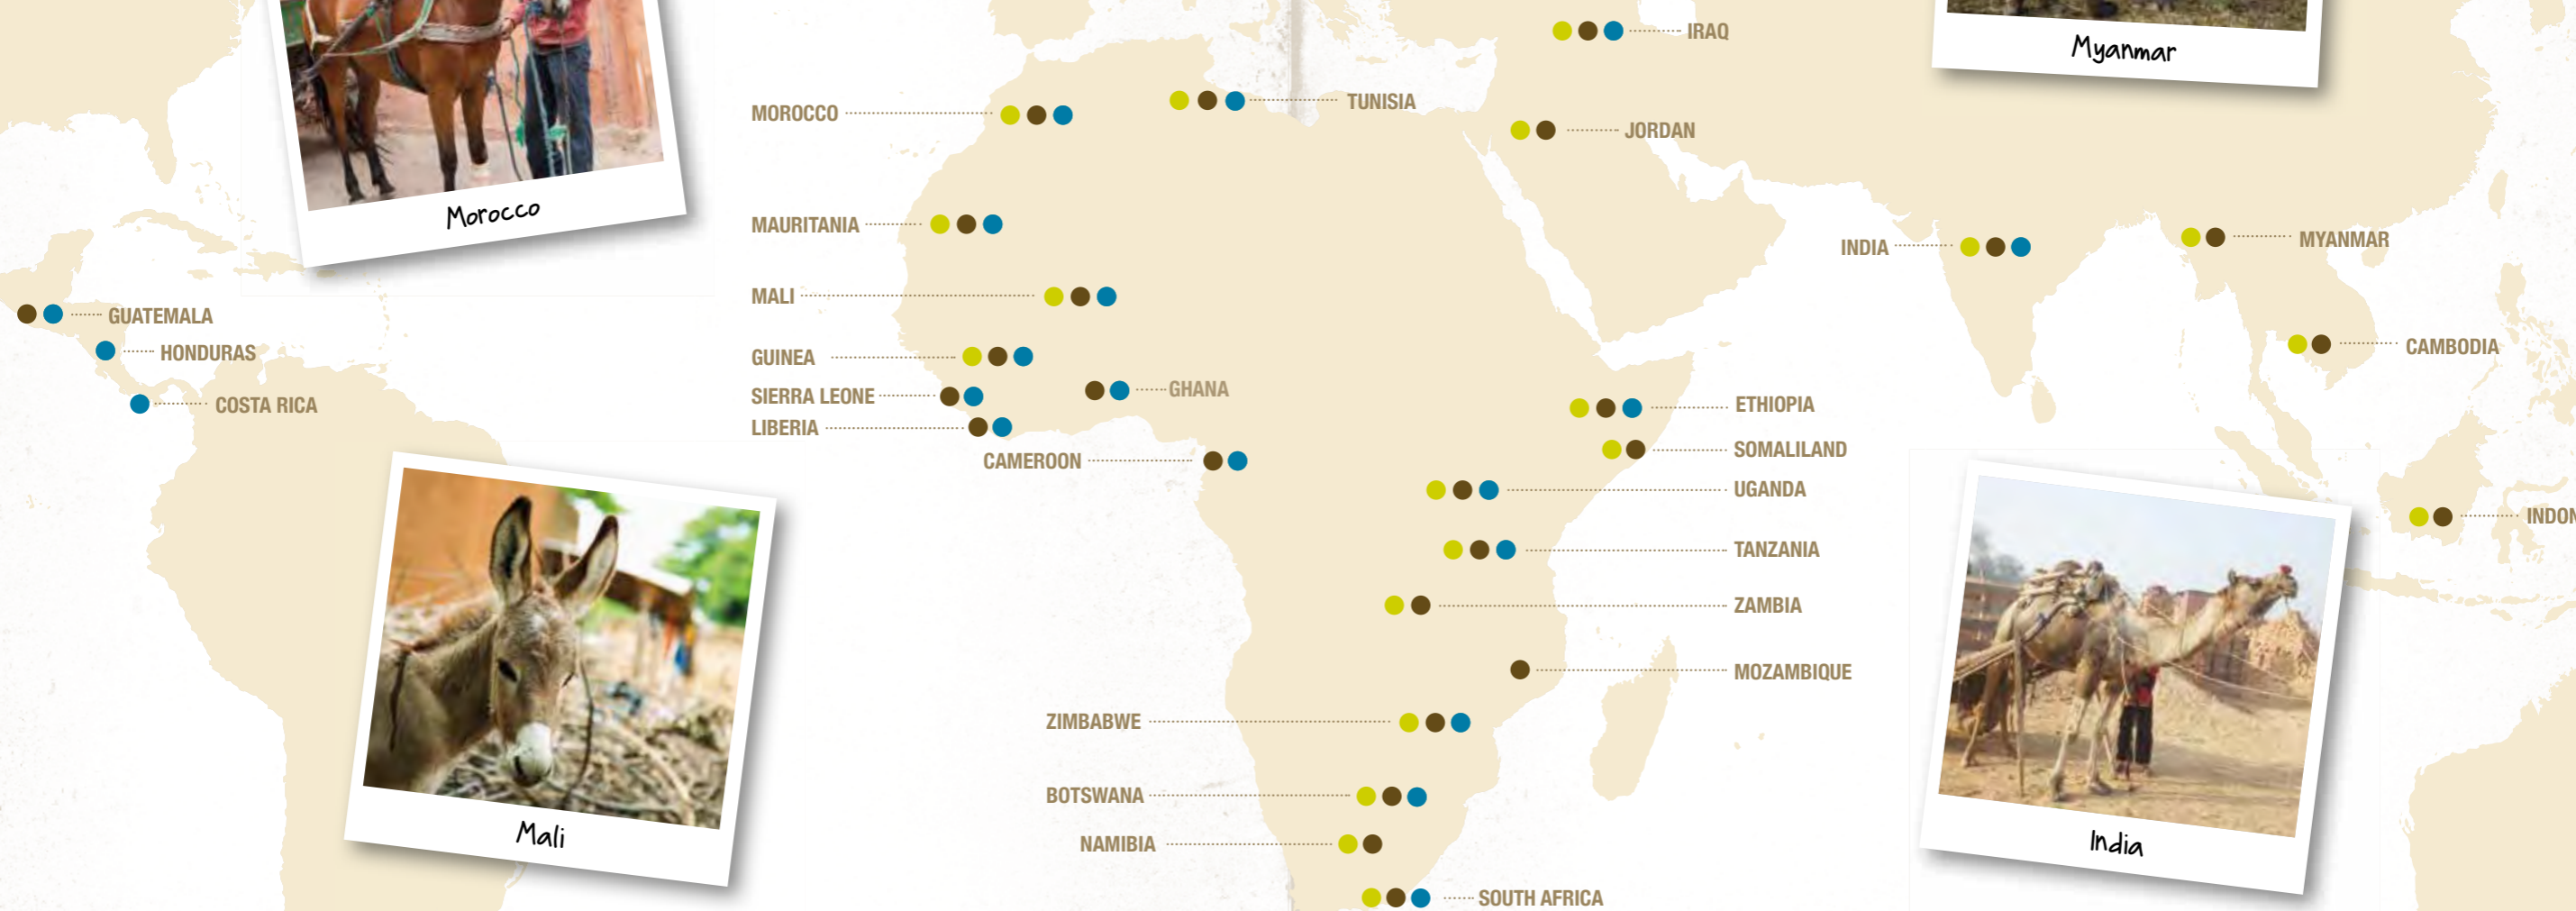 IRAQ
Myanmar
TUNISIA
MOROCCO
JORDAN
Morocco
MAURITANIA
INDIA
MYANMAR
MALI
GUATEMALA
HONDURAS
GUINEA
CAMBODIA
SIERRA LEONE
GHANA
COSTA RICA
ETHIOPIA
LIBERIA
SOMALILAND
CAMEROON
UGANDA
INDON
TANZANIA
ZAMBIA
MOZAMBIQUE
ZIMBABWE
BOTSWANA
Mali
NAMIBIA
India
SOUTH AFRICA